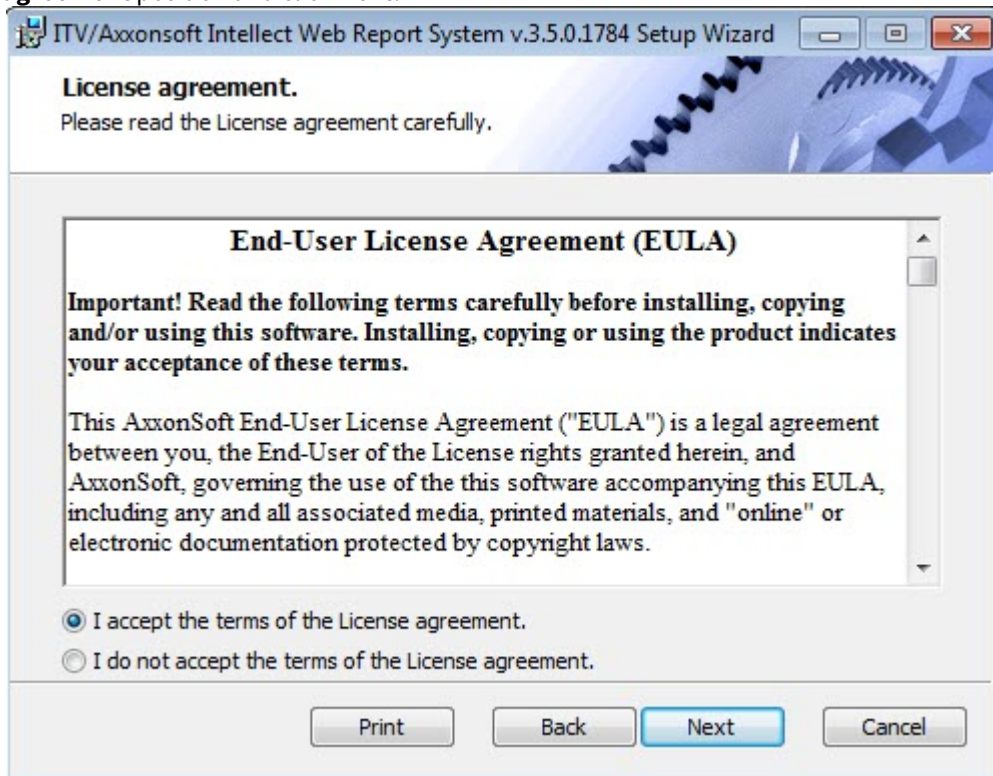 ITV/Axxonsoft Intellect Web Report System v.3.5.0.1784 Setup Wizard
License agreement.
Please read the License agreement carefully.
End-User License Agreement (EULA)
Important! Read the following terms carefully before installing, copying
and/or using this software. Installing, copying or using the product indicates
your acceptance of these terms.
This AxxonSoft End-User License Agreement ("EULA") is a legal agreement
between you, the End-User of the License rights granted herein, and
AxxonSoft, governing the use of the this software accompanying this EULA,
including any and all associated media, printed materials, and "online" or
electronic documentation protected by copyright laws.
I accept the terms of the License agreement.
I do not accept the terms of the License agreement.
Print Back Next Cancel